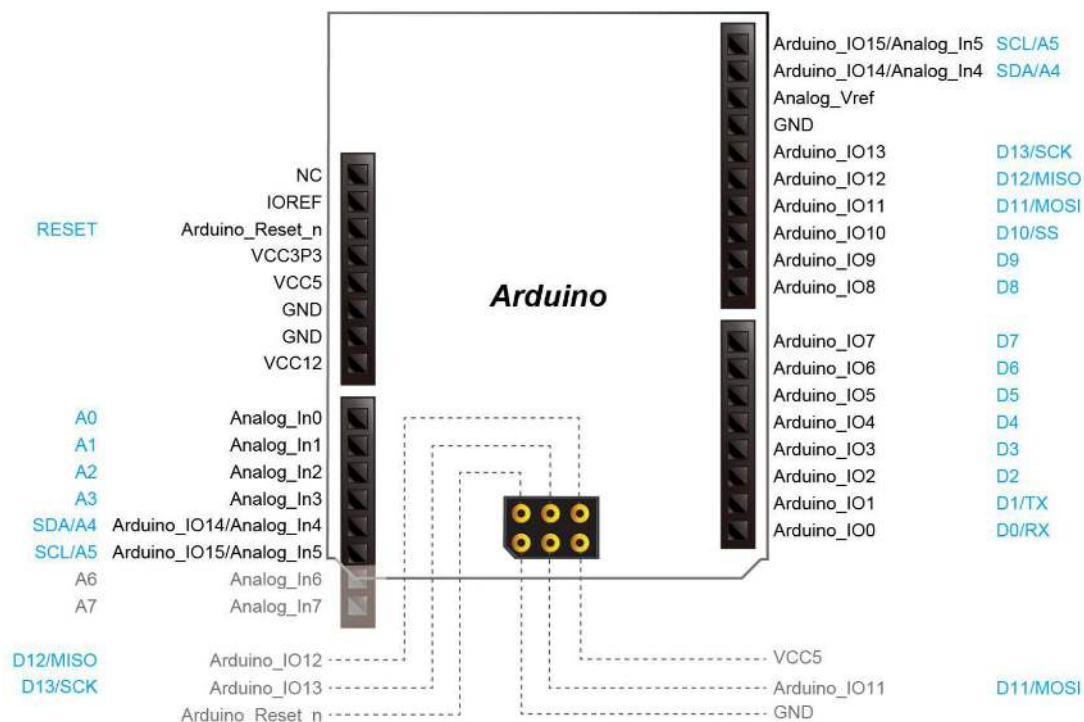 Arduino_IO15/Analog_In5 SCL/A5
Arduino_IO14/Analog_In4 SDA/A4
Analog_Vref
GND
Arduino_IO13 D13/SCK
Arduino_IO12 D12/MISO
Arduino_IO11 D11/MOSI
Arduino_IO10 D10/SS
Arduino_IO9 D9
Arduino_IO8 D8
NC
IOREF
RESET Arduino_Reset_n
VCC3P3
VCC5
GND
GND
VCC12
Arduino
Arduino_IO7 D7
Arduino_IO6 D6
Arduino_IO5 D5
Arduino_IO4 D4
Arduino_IO3 D3
Arduino_IO2 D2
Arduino_IO1 D1/TX
Arduino_IO0 D0/RX
A0 Analog_In0
A1 Analog_In1
A2 Analog_In2
A3 Analog_In3
SDA/A4 Arduino_IO14/Analog_In4
SCL/A5 Arduino_IO15/Analog_In5
A6 Analog_In6
A7 Analog_In7
D12/MISO Arduino_IO12
D13/SCK Arduino_IO13
Arduino_Reset_n
VCC5
Arduino_IO11 D11/MOSI
GND